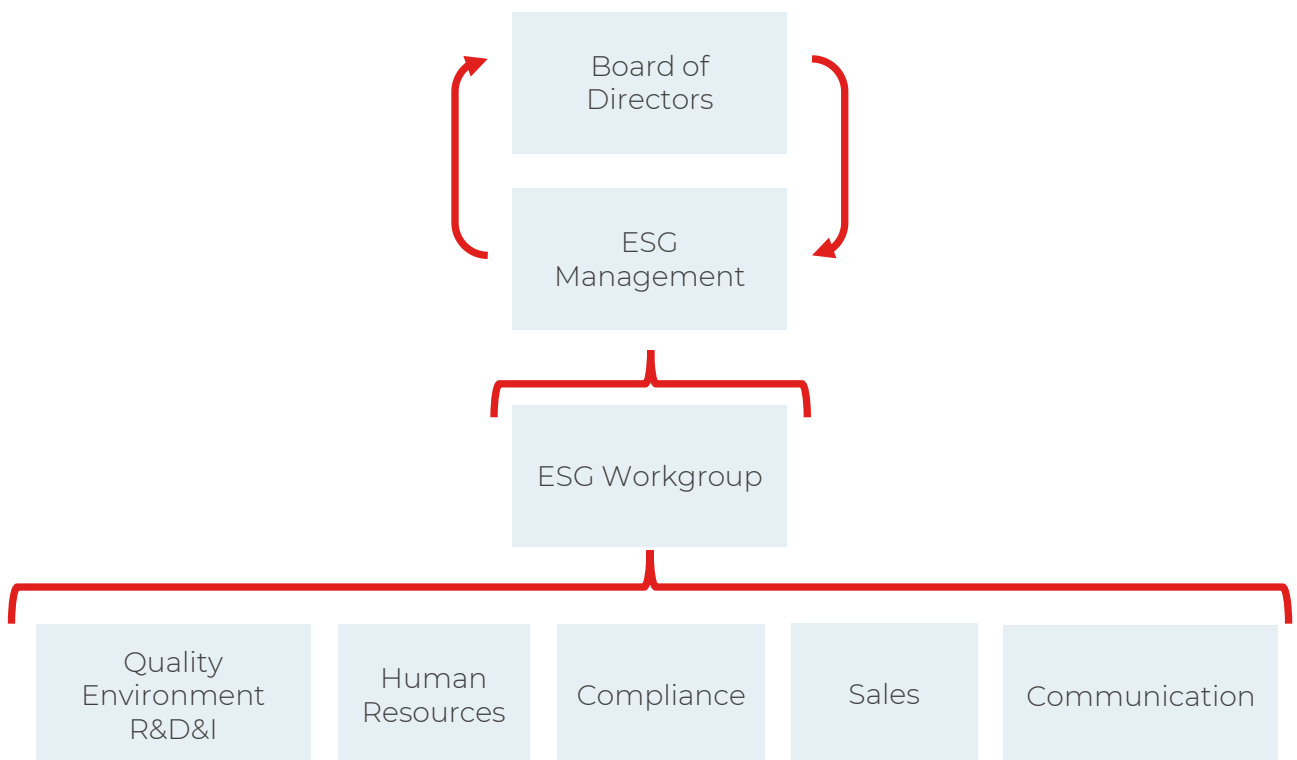 Board of
Directors
ESG
Management
ESG Workgroup
Quality
Environment
R&D&I
Human
Resources
Compliance
Sales
Communication